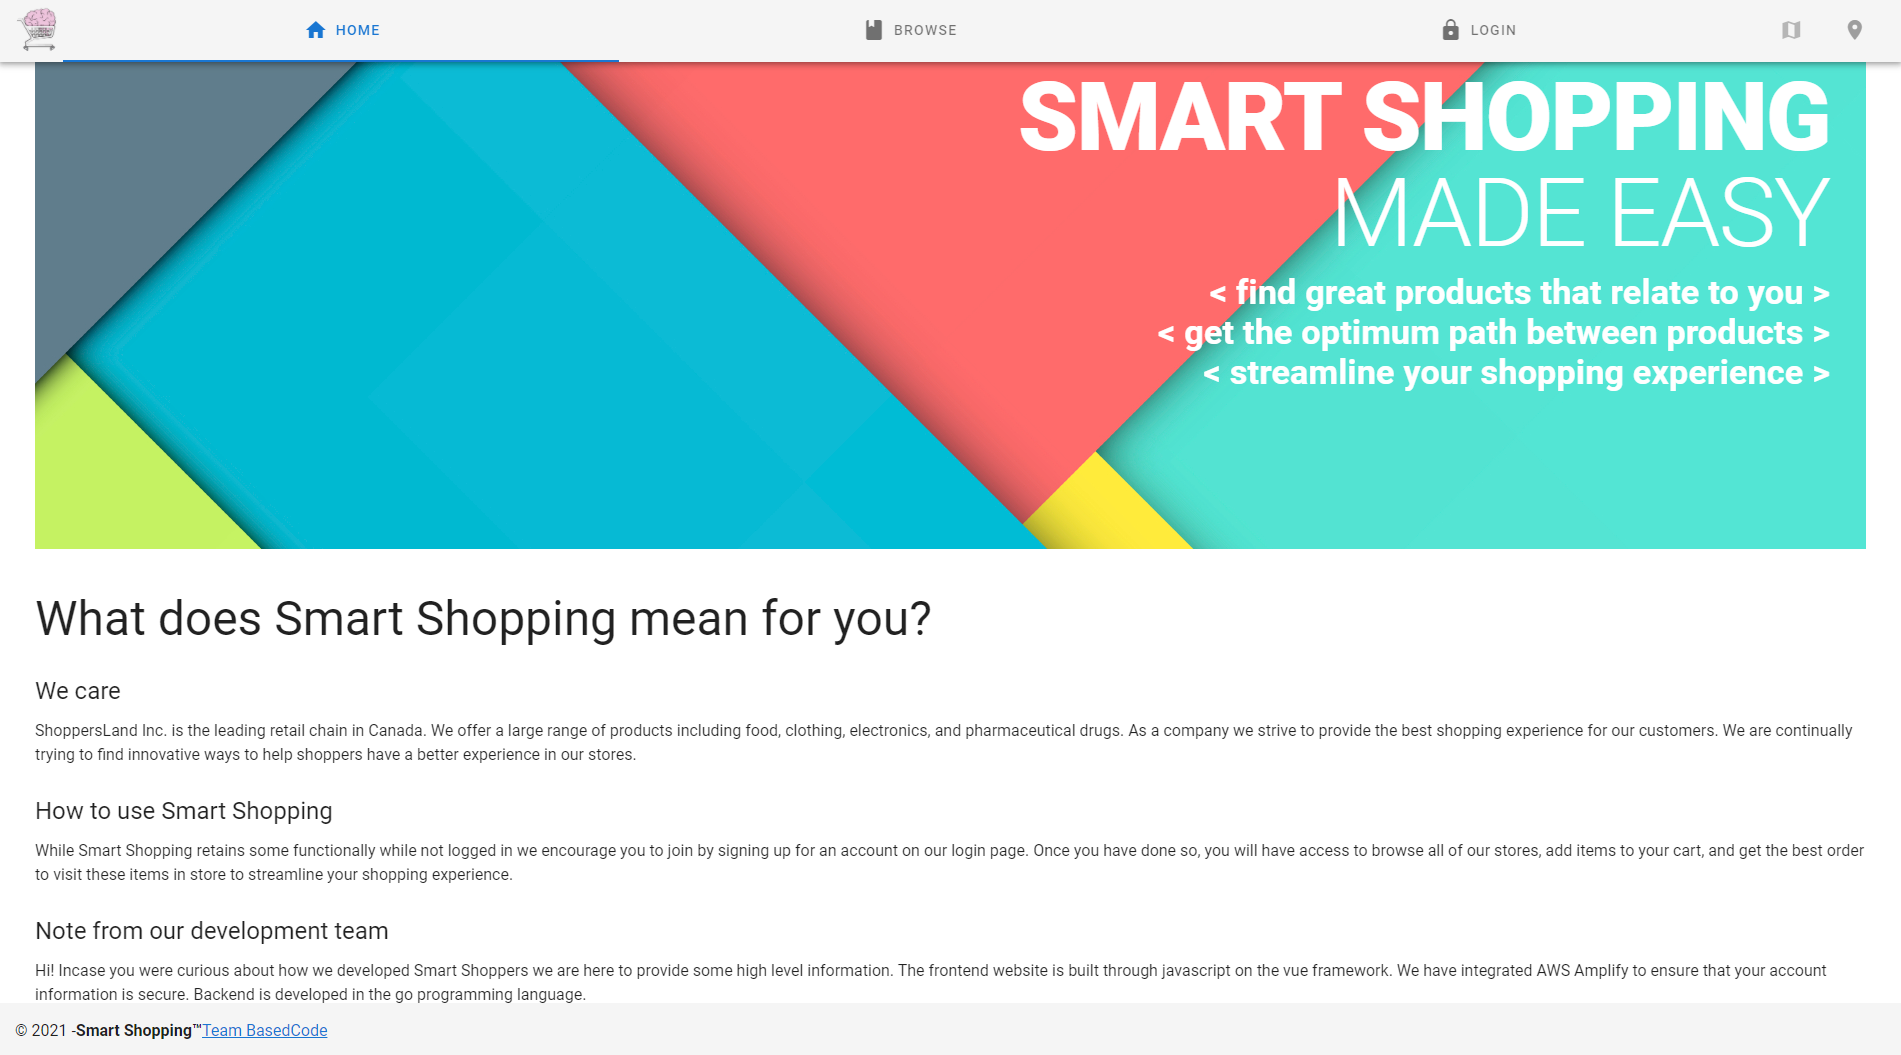 HOME
BROWSE
LOGIN
SMART SHOPPING
MADE EASY
< find great products that relate to you >
< get the optimum path between products >
< streamline your shopping experience >
What does Smart Shopping mean for you?
We care
ShoppersLand Inc. is the leading retail chain in Canada. We offer a large range of products including food, clothing, electronics, and pharmaceutical drugs. As a company we strive to provide the best shopping experience for our customers. We are continually
trying to find innovative ways to help shoppers have a better experience in our stores.
How to use Smart Shopping
While Smart Shopping retains some functionally while not logged in we encourage you to join by signing up for an account on our login page. Once you have done so, you will have access to browse all of our stores, add items to your cart, and get the best order
to visit these items in store to streamline your shopping experience.
Note from our development team
Hi! Incase you were curious about how we developed Smart Shoppers we are here to provide some high level information. The frontend website is built through javascript on the vue framework. We have integrated AWS Amplify to ensure that your account
information is secure. Backend is developed in the go programming language.
© 2021 -Smart Shopping™Team BasedCode